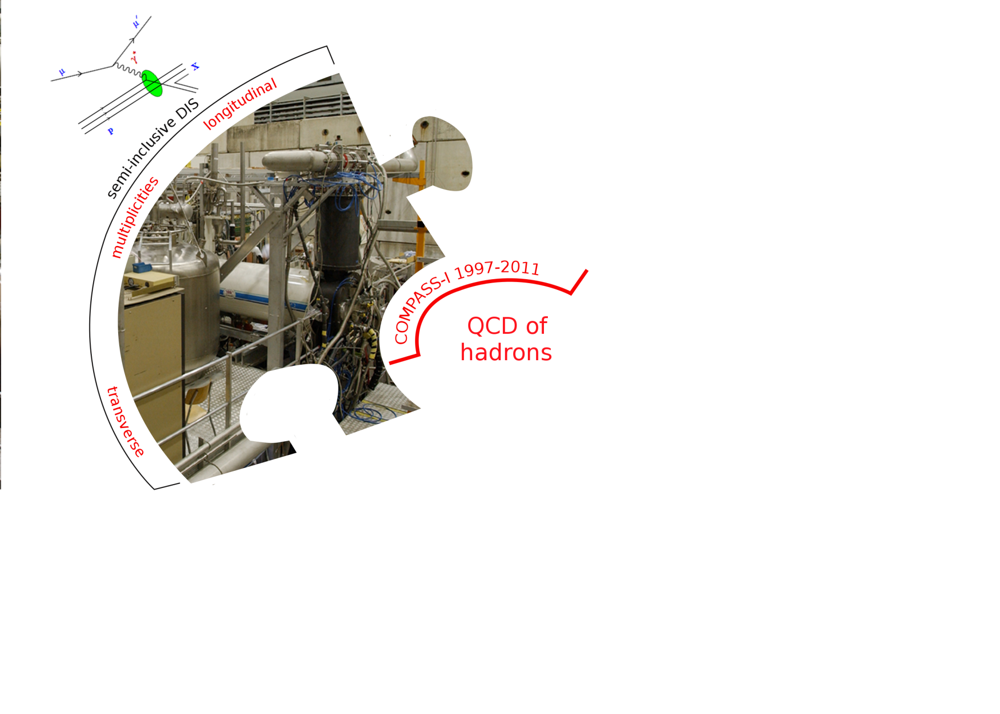 μ′
γ*
μ
X
p
semi-inclusive DIS
longitudinal
multiplicities
transverse
COMPASS-I 1997-2011
QCD of
hadrons